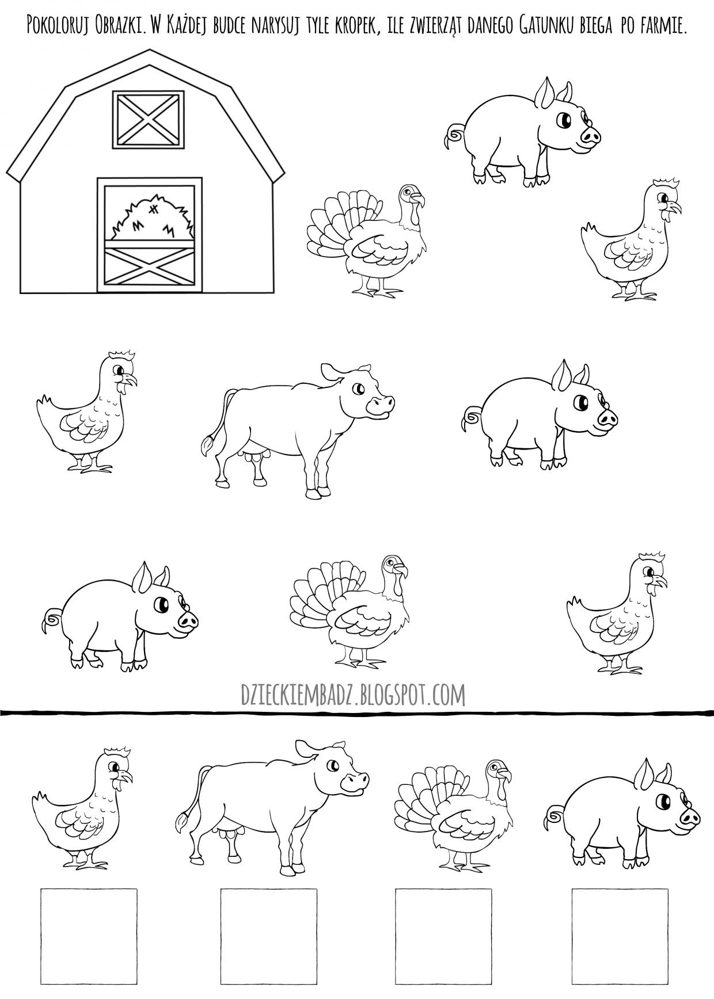 Pokoloruj Obrazki. W Każdej budce narysuj tyle kropek, ile zwierząt danego Gatunku biega po farmie.
dzieckiembadz.blogspot.com